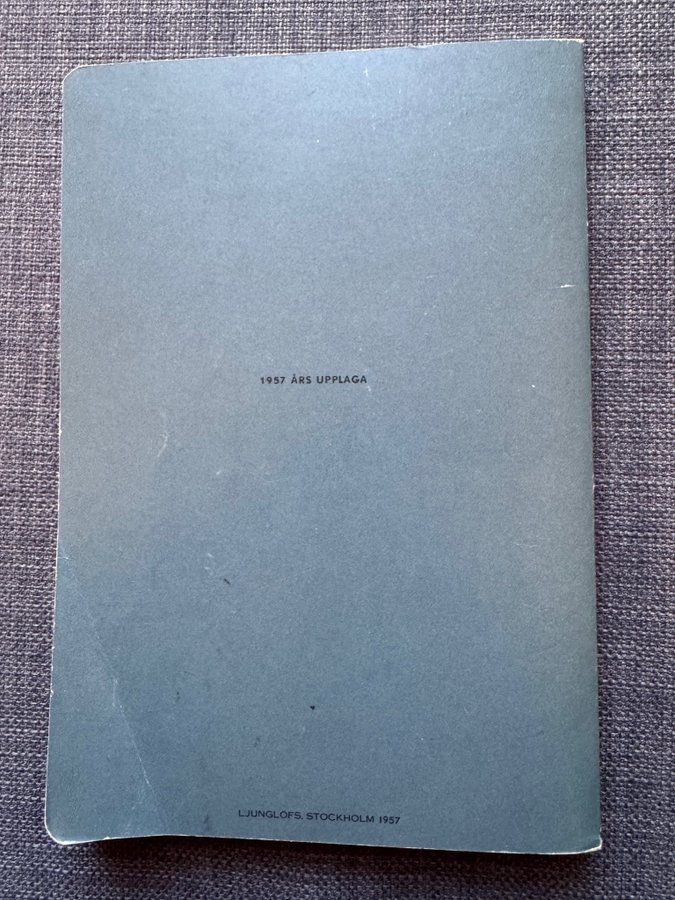 1957 ÅRS UPPLAGA
LJUNGLÖFS, STOCKHOLM 1957